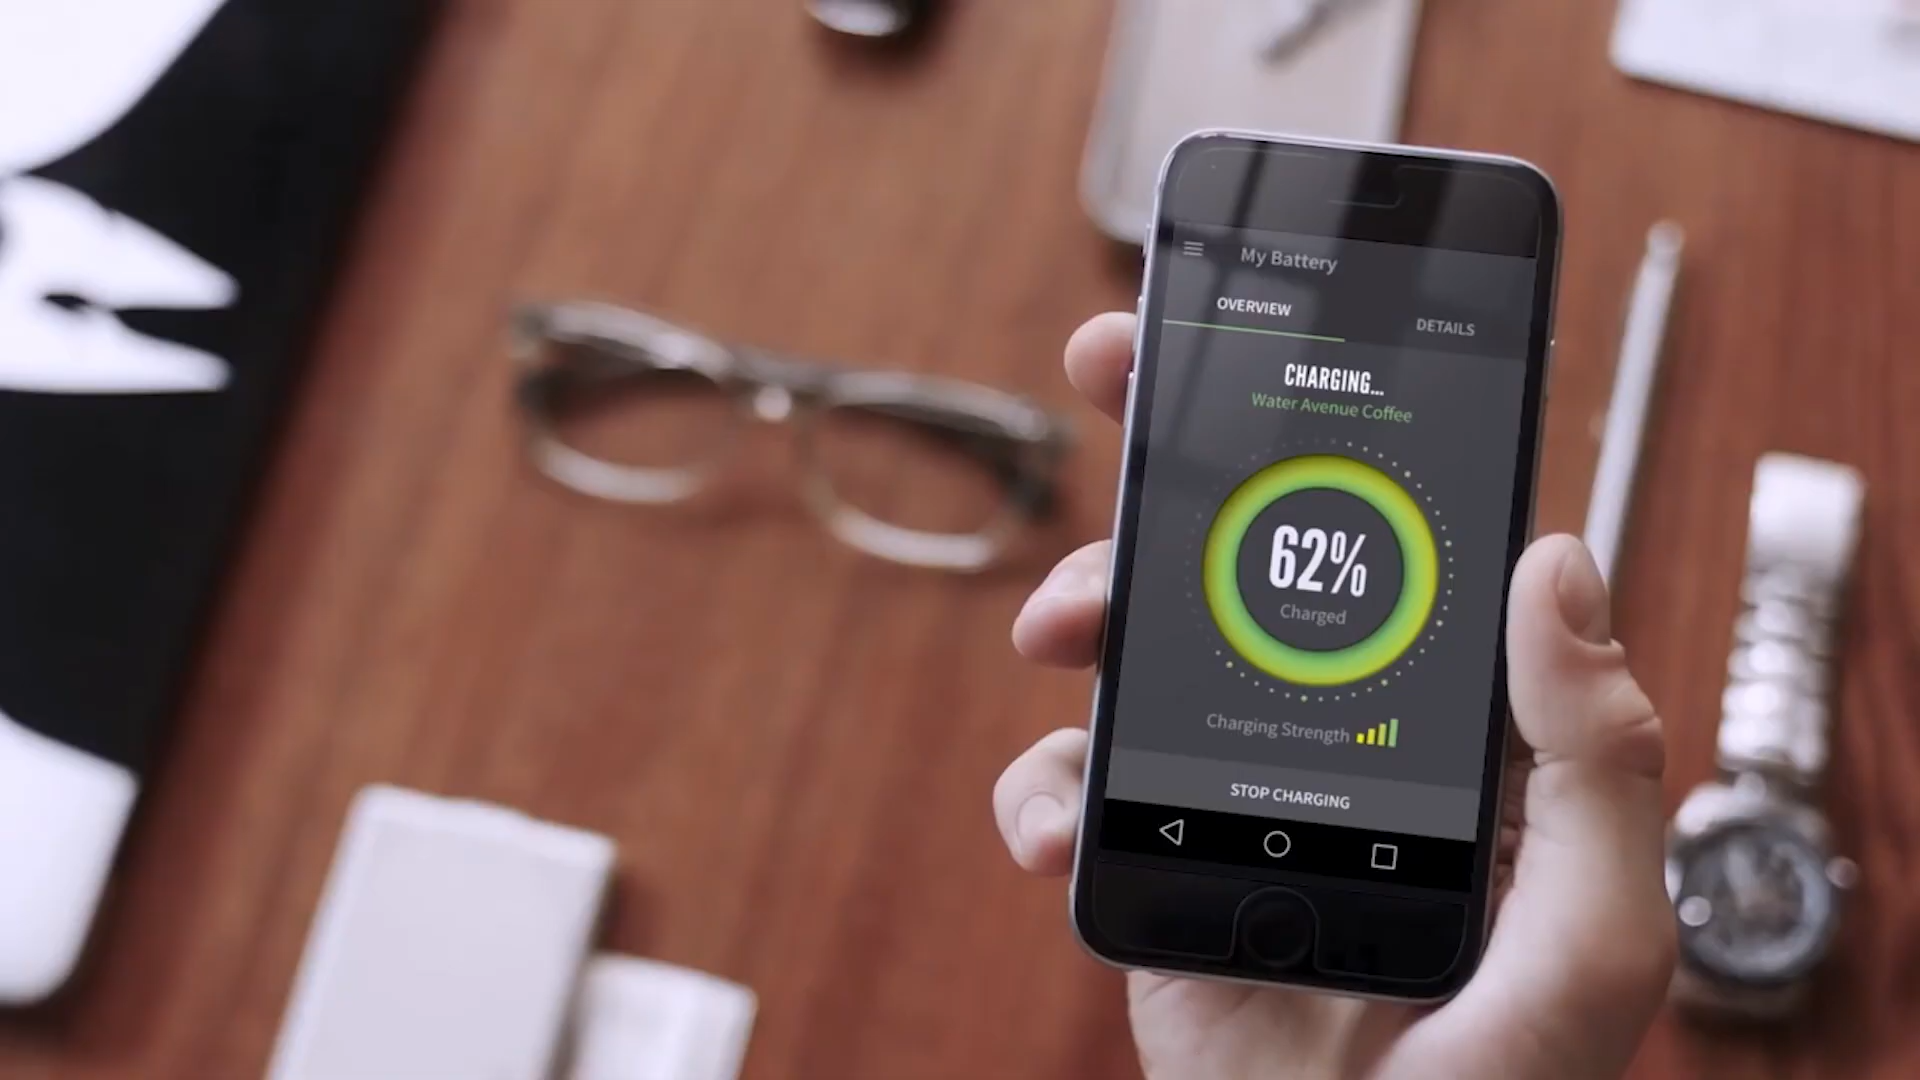 My Battery
OVERVIEW
DETAILS
CHARGING...
Water Avenue Coffee
62%
Charged
Charging Strength
STOP CHARGING